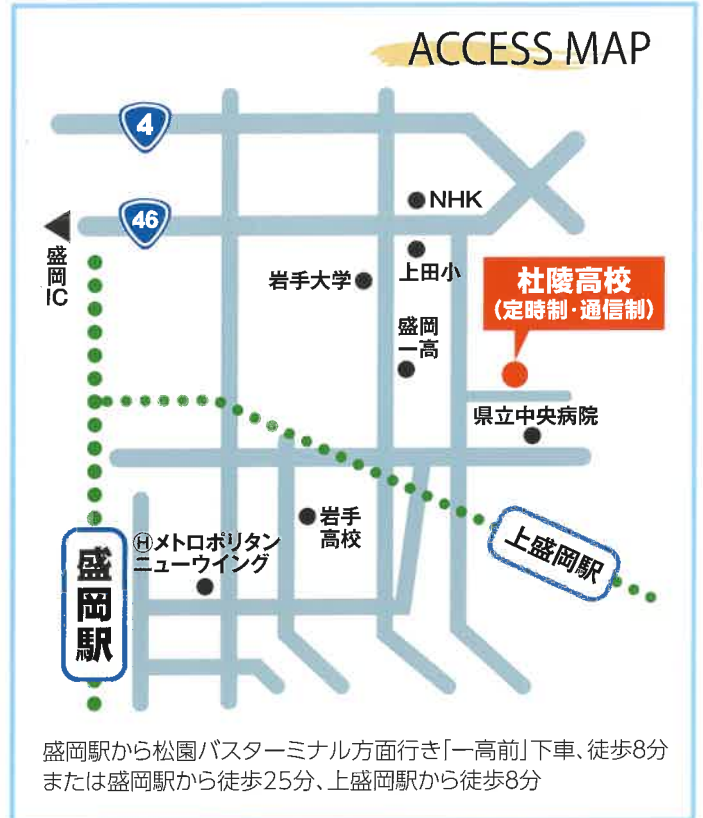 ACCESS MAP
4
46
NHK
盛岡IC
上田小
岩手大学
杜陵高校
(定時制・通信制)
盛岡
一高
県立中央病院
岩手
高校
Ⓗメトロポリタン
ニューウイング
上盛岡駅
盛岡駅
盛岡駅から松園バスターミナル方面行き「一高前」下車、徒歩8分
または盛岡駅から徒歩25分、上盛岡駅から徒歩8分